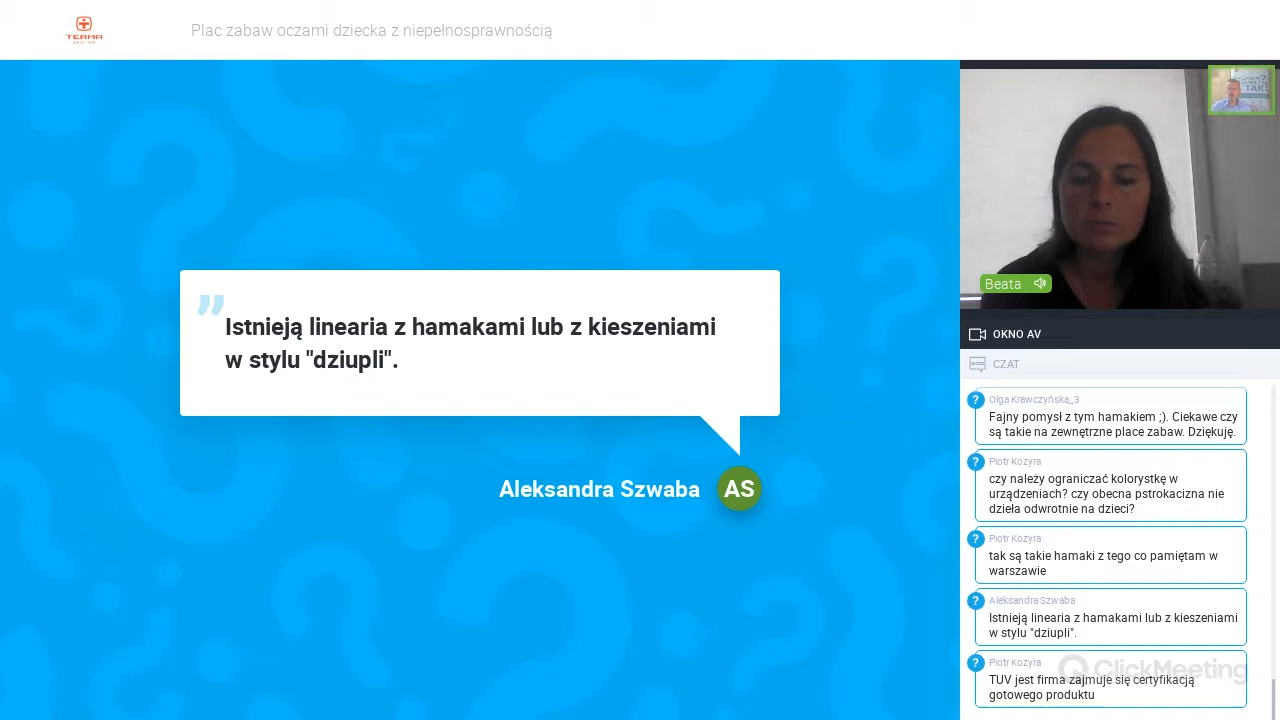 TERMA
Plac zabaw oczami dziecka z niepełnosprawnością
TAK!
Beata
OKNO AV
CZAT
Istnieją linearia z hamakami lub z kieszeniami
w stylu "dziupli".
Aleksandra Szwaba
AS
Olga Krawczyńska_3
Fajny pomysł z tym hamakiem ;). Ciekawe czy
są takie na zewnętrzne place zabaw. Dziękuję.
Piotr Kozyra
czy należy ograniczać kolorystkę w
urządzeniach? czy obecna pstrokacizna nie
dzieła odwrotnie na dzieci?
Piotr Kozyra
tak są takie hamaki z tego co pamiętam w
warszawie
Aleksandra Szwaba
Istnieją linearia z hamakami lub z kieszeniami
w stylu "dziupli".
Piotr Kozyra
TUV jest firma zajmuje się certyfikacją
gotowego produktu
ClickMeeting